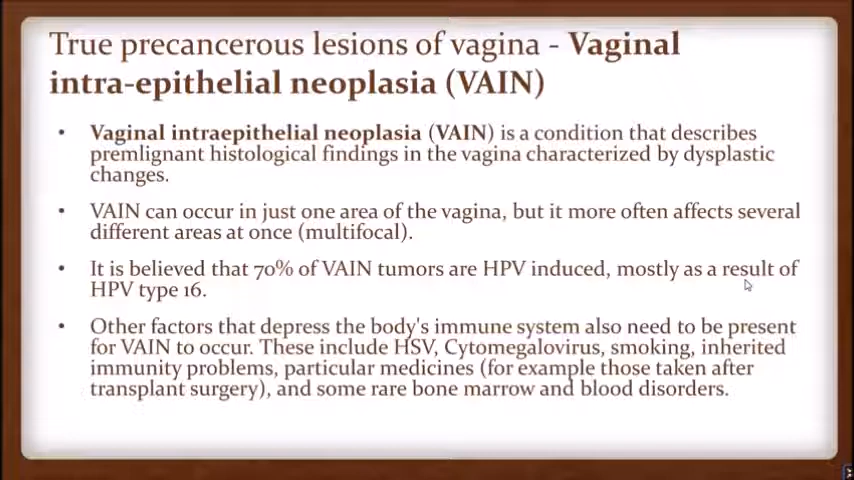 True precancerous lesions of vagina - Vaginal
intra-epithelial neoplasia (VAIN)
• Vaginal intraepithelial neoplasia (VAIN) is a condition that describes
premlignant histological findings in the vagina characterized by dysplastic
changes.
• VAIN can occur in just one area of the vagina, but it more often affects several
different areas at once (multifocal).
• It is believed that 70% of VAIN tumors are HPV induced, mostly as a result of
HPV type 16.
• Other factors that depress the body's immune system also need to be present
for VAIN to occur. These include HSV, Cytomegalovirus, smoking, inherited
immunity problems, particular medicines (for example those taken after
transplant surgery), and some rare bone marrow and blood disorders.